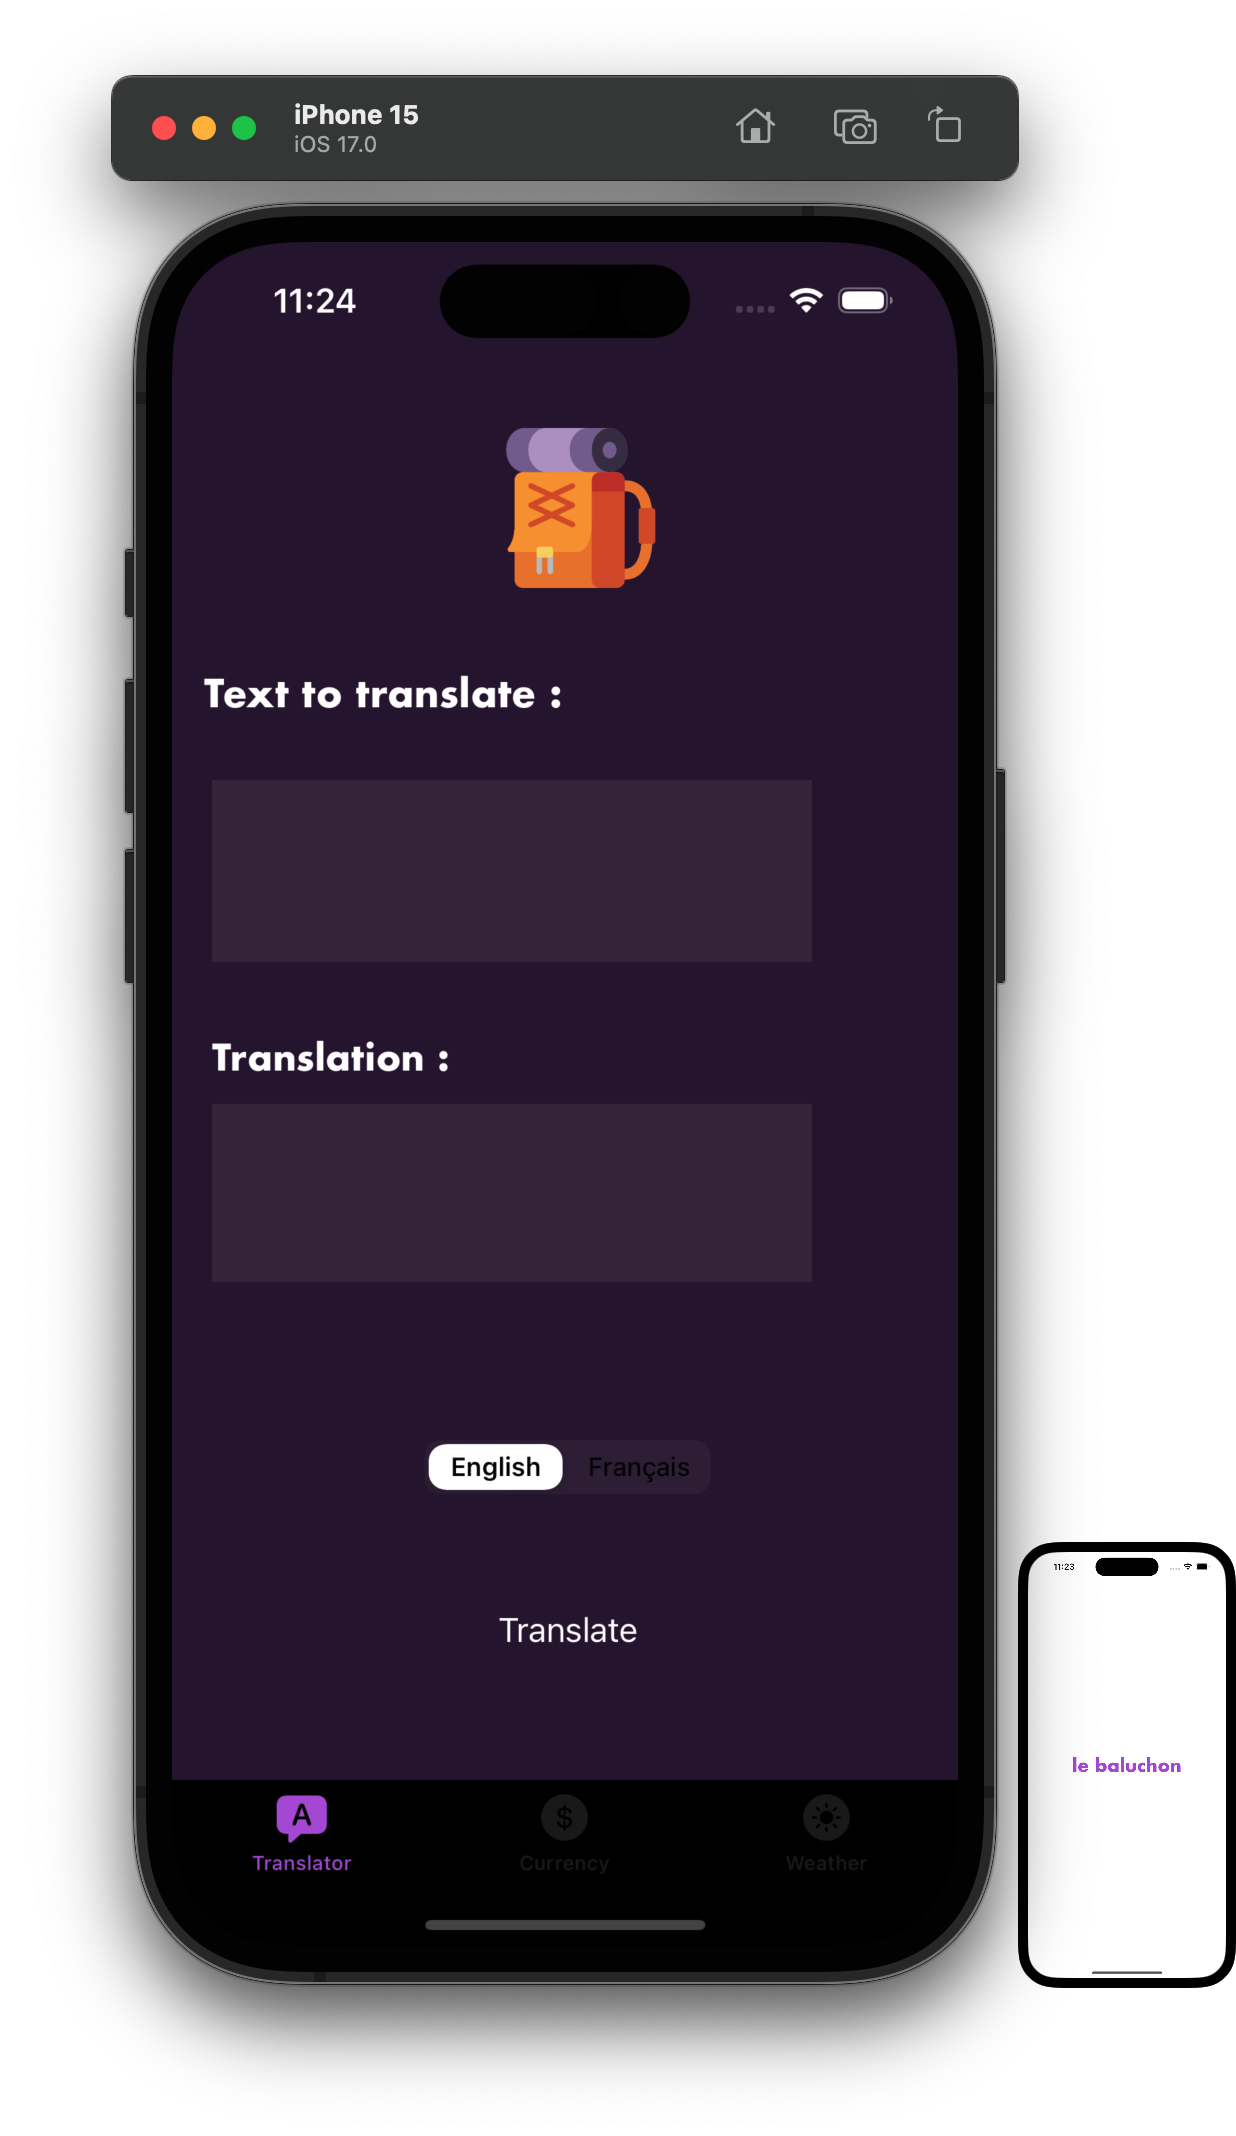 iPhone 15
iOS 17.0
11:24
Text to translate :
Translation :
English Français
Translate
A $
Translator Currency Weather
11:23
le baluchon